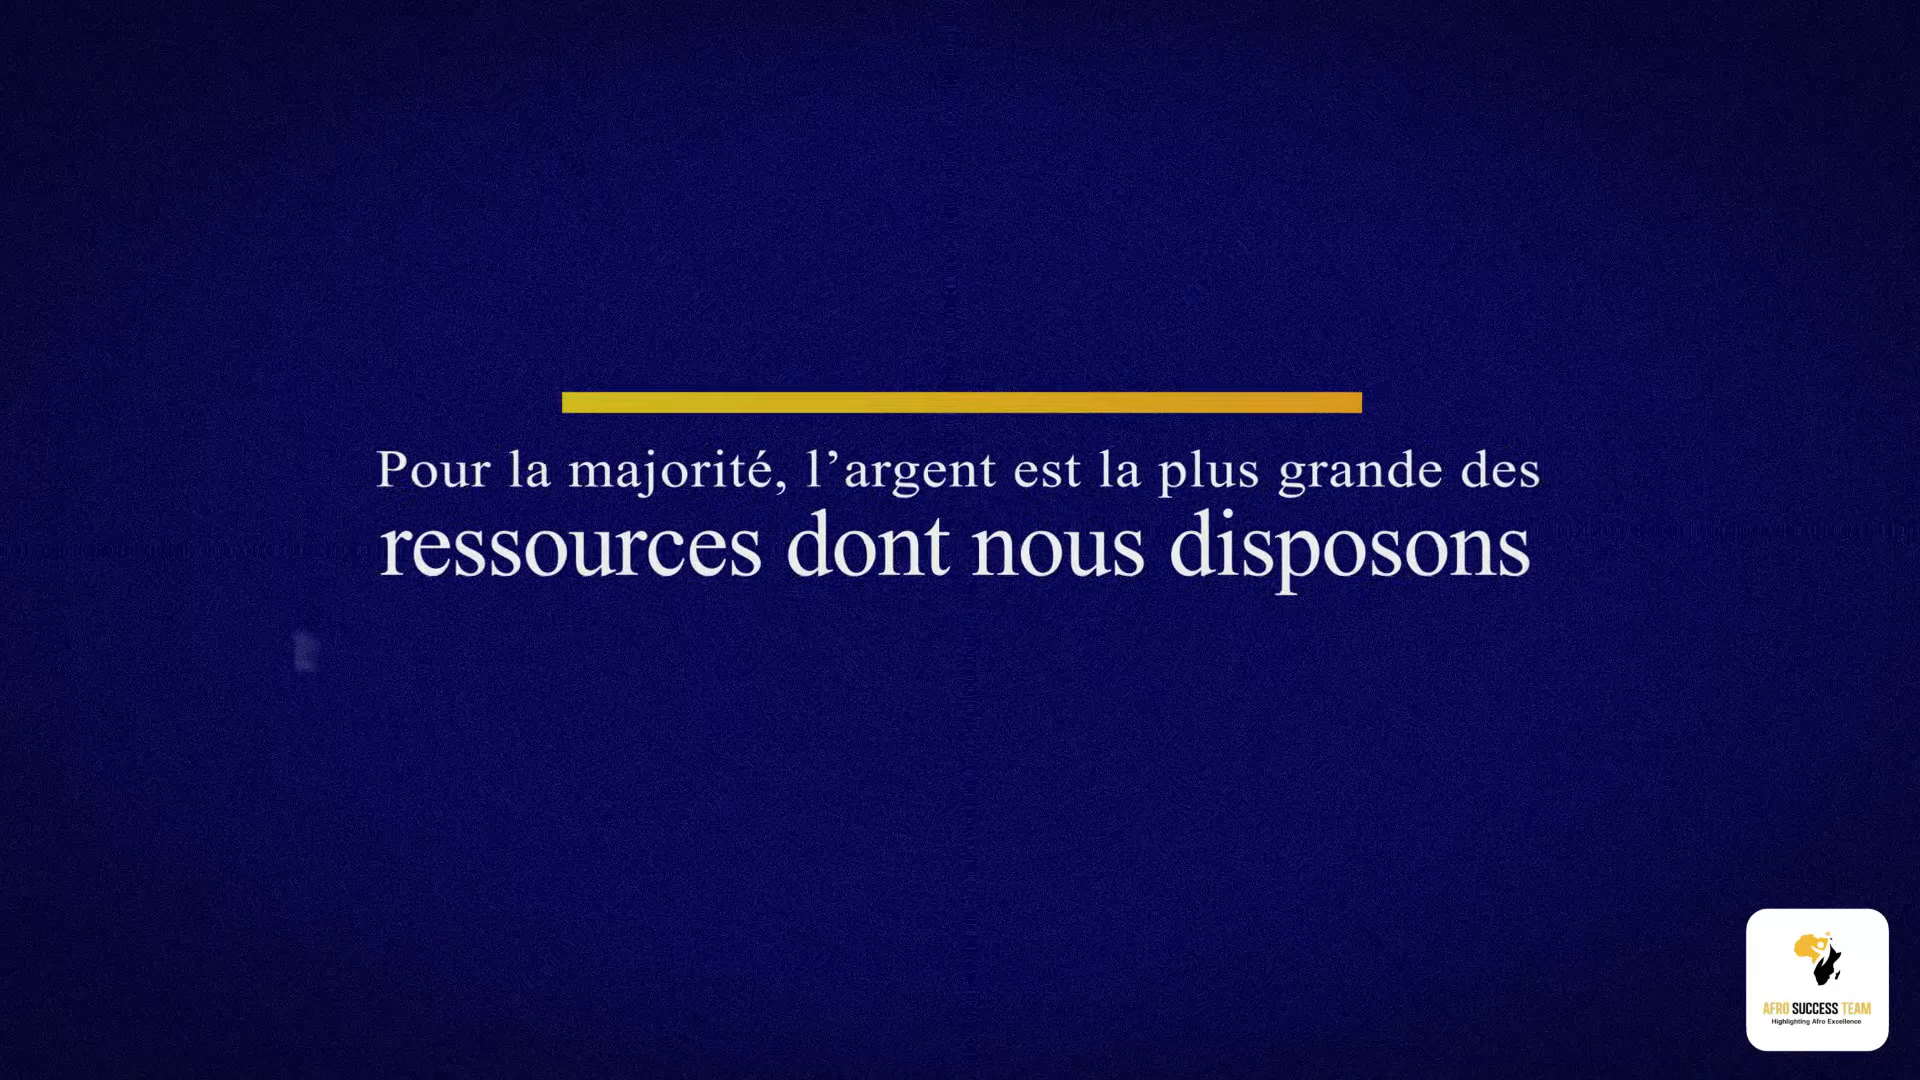 Pour la majorité, l’argent est la plus grande des
ressources dont nous disposons
AFRO SUCCESS TEAM
Highlighting Afro Excellence